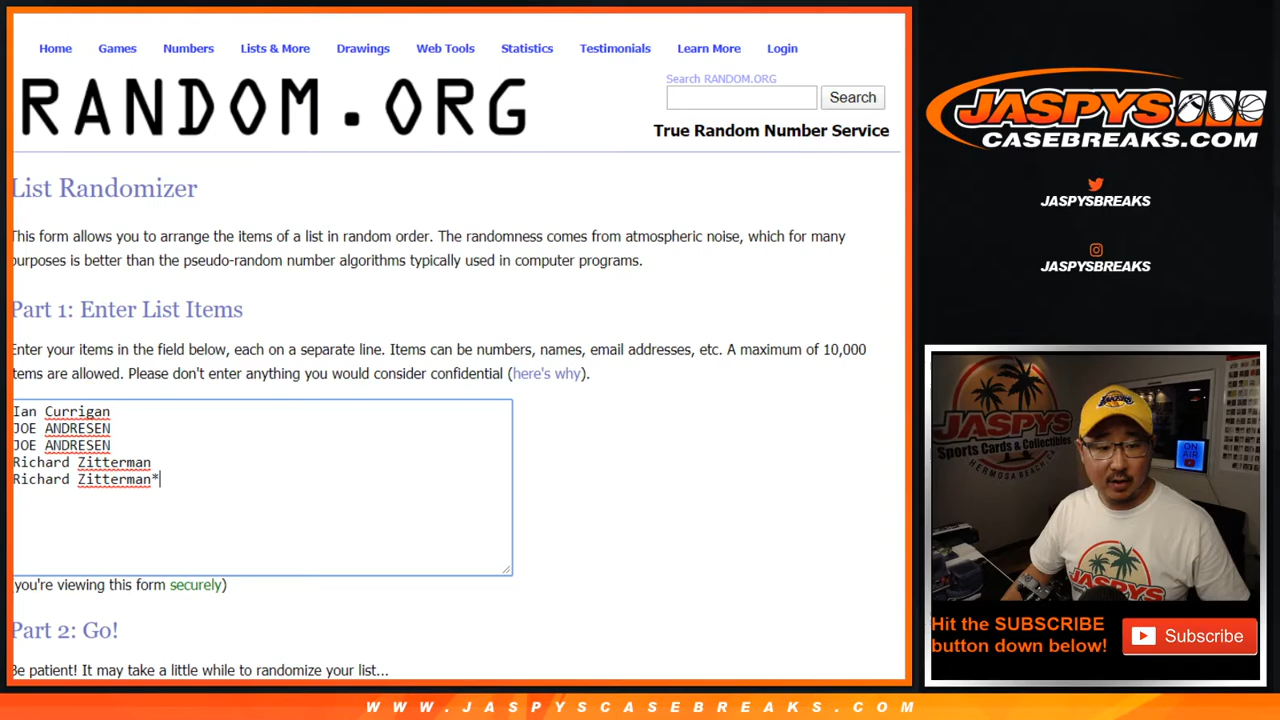 Home Games Numbers Lists & More Drawings Web Tools Statistics Testimonials Learn More Login
RANDOM.ORG
Search RANDOM.ORG
Search
True Random Number Service
List Randomizer
This form allows you to arrange the items of a list in random order. The randomness comes from atmospheric noise, which for many
purposes is better than the pseudo-random number algorithms typically used in computer programs.
Part 1: Enter List Items
Enter your items in the field below, each on a separate line. Items can be numbers, names, email addresses, etc. A maximum of 10,000
items are allowed. Please don't enter anything you would consider confidential (here's why).
Ian Currigan
JOE ANDRESEN
JOE ANDRESEN
Richard Zitterman
Richard Zitterman*
(you're viewing this form securely)
Part 2: Go!
Be patient! It may take a little while to randomize your list...
JASPYS
CASEBREAKS.COM
JASPYSBREAKS
JASPYSBREAKS
JASPYS
Sports Cards & Collectibles
HERMOSA BEACH, CA
ON
AIR
LAKERS
JASPYS
Hit the SUBSCRIBE
button down below!
Subscribe
WWW.JASPYSCASEBREAKS.COM